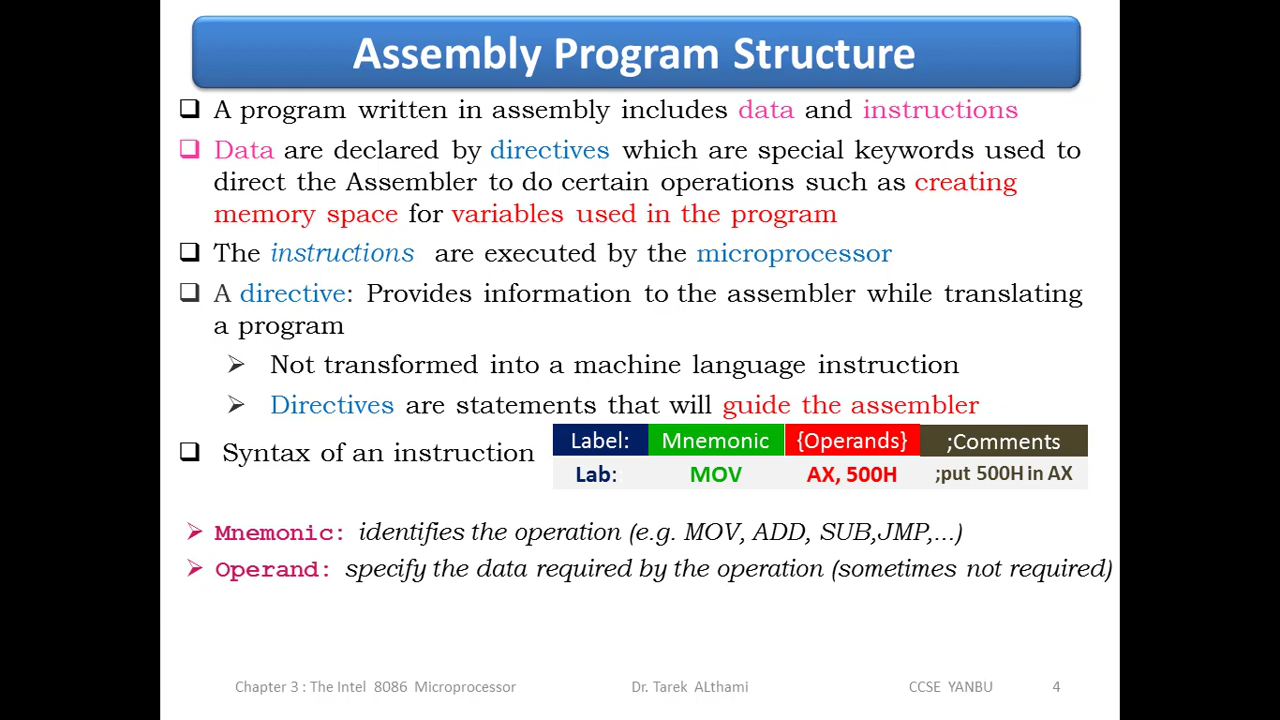 Assembly Program Structure
A program written in assembly includes data and instructions
Data are declared by directives which are special keywords used to
direct the Assembler to do certain operations such as creating
memory space for variables used in the program
The instructions are executed by the microprocessor
A directive: Provides information to the assembler while translating
a program
Not transformed into a machine language instruction
Directives are statements that will guide the assembler
Syntax of an instruction
Label: Mnemonic {Operands} ;Comments
Lab: MOV AX, 500H ;put 500H in AX
Mnemonic: identifies the operation (e.g. MOV, ADD, SUB,JMP,...)
Operand: specify the data required by the operation (sometimes not required)
Chapter 3 : The Intel 8086 Microprocessor Dr. Tarek ALthami CCSE YANBU 4